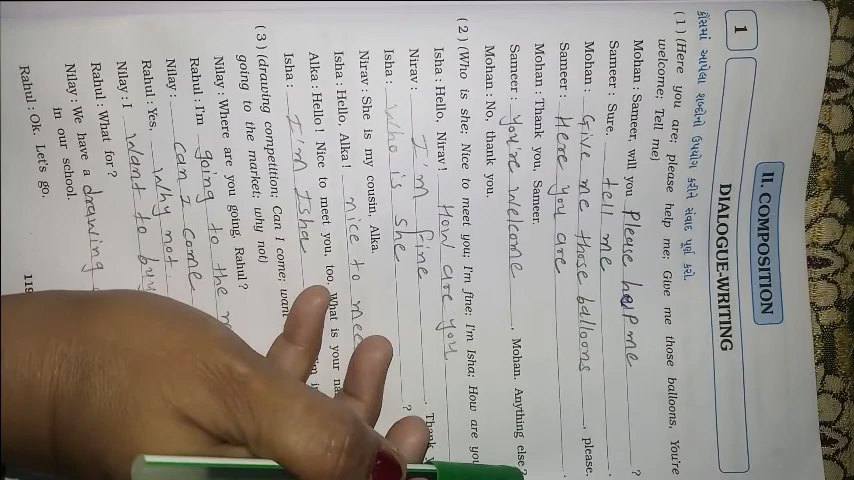 II. COMPOSITION
1 DIALOGUE-WRITING
કૌંસમાં આપેલા શબ્દોનો ઉપયોગ કરીને સંવાદ પૂર્ણ કરો.
(1) (Here you are; please help me; Give me those balloons, You're
welcome; Tell me)
Mohan : Sameer, will you please help me ?
Sameer : Sure. tell me .
Mohan : Give me those balloons , please.
Sameer : Here you are .
Mohan : Thank you, Sameer.
Sameer : you're welcome , Mohan. Anything else?
Mohan : No, thank you.
(2) (Who is she; Nice to meet you; I'm fine; I'm Isha; How are you
Isha : Hello, Nirav! How are you
Nirav : I'm fine . Thank
Isha : who is she ?
Nirav : She is my cousin, Alka.
Isha : Hello, Alka! nice to mee
Alka : Hello! Nice to meet you, too. What is your na
Isha : I'm Isha
(3) (drawing competition; Can I come; want
going to the market; why not)
Nilay : Where are you going, Rahul?
Rahul : I'm going to the m
Nilay : can I come
Rahul : Yes, why not
Nilay : I want to buy
Rahul : What for?
Nilay : We have a drawing
in our school.
Rahul : Ok. Let's go.
119